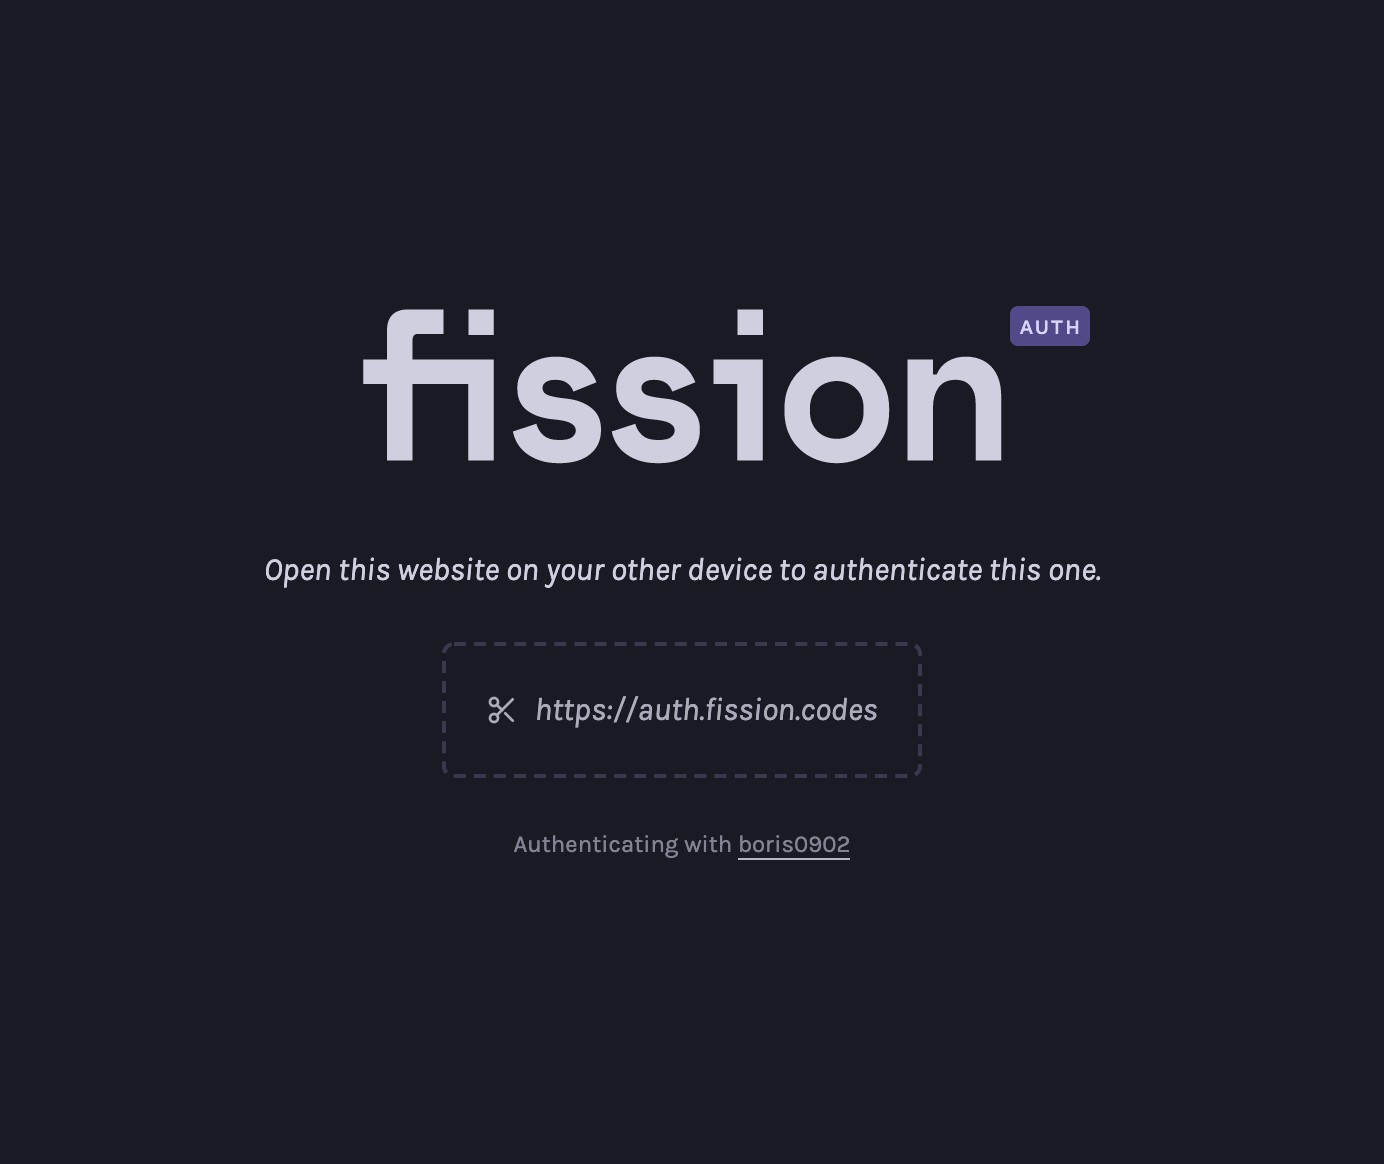 fission
AUTH
Open this website on your other device to authenticate this one.
https://auth.fission.codes
Authenticating with boris0902